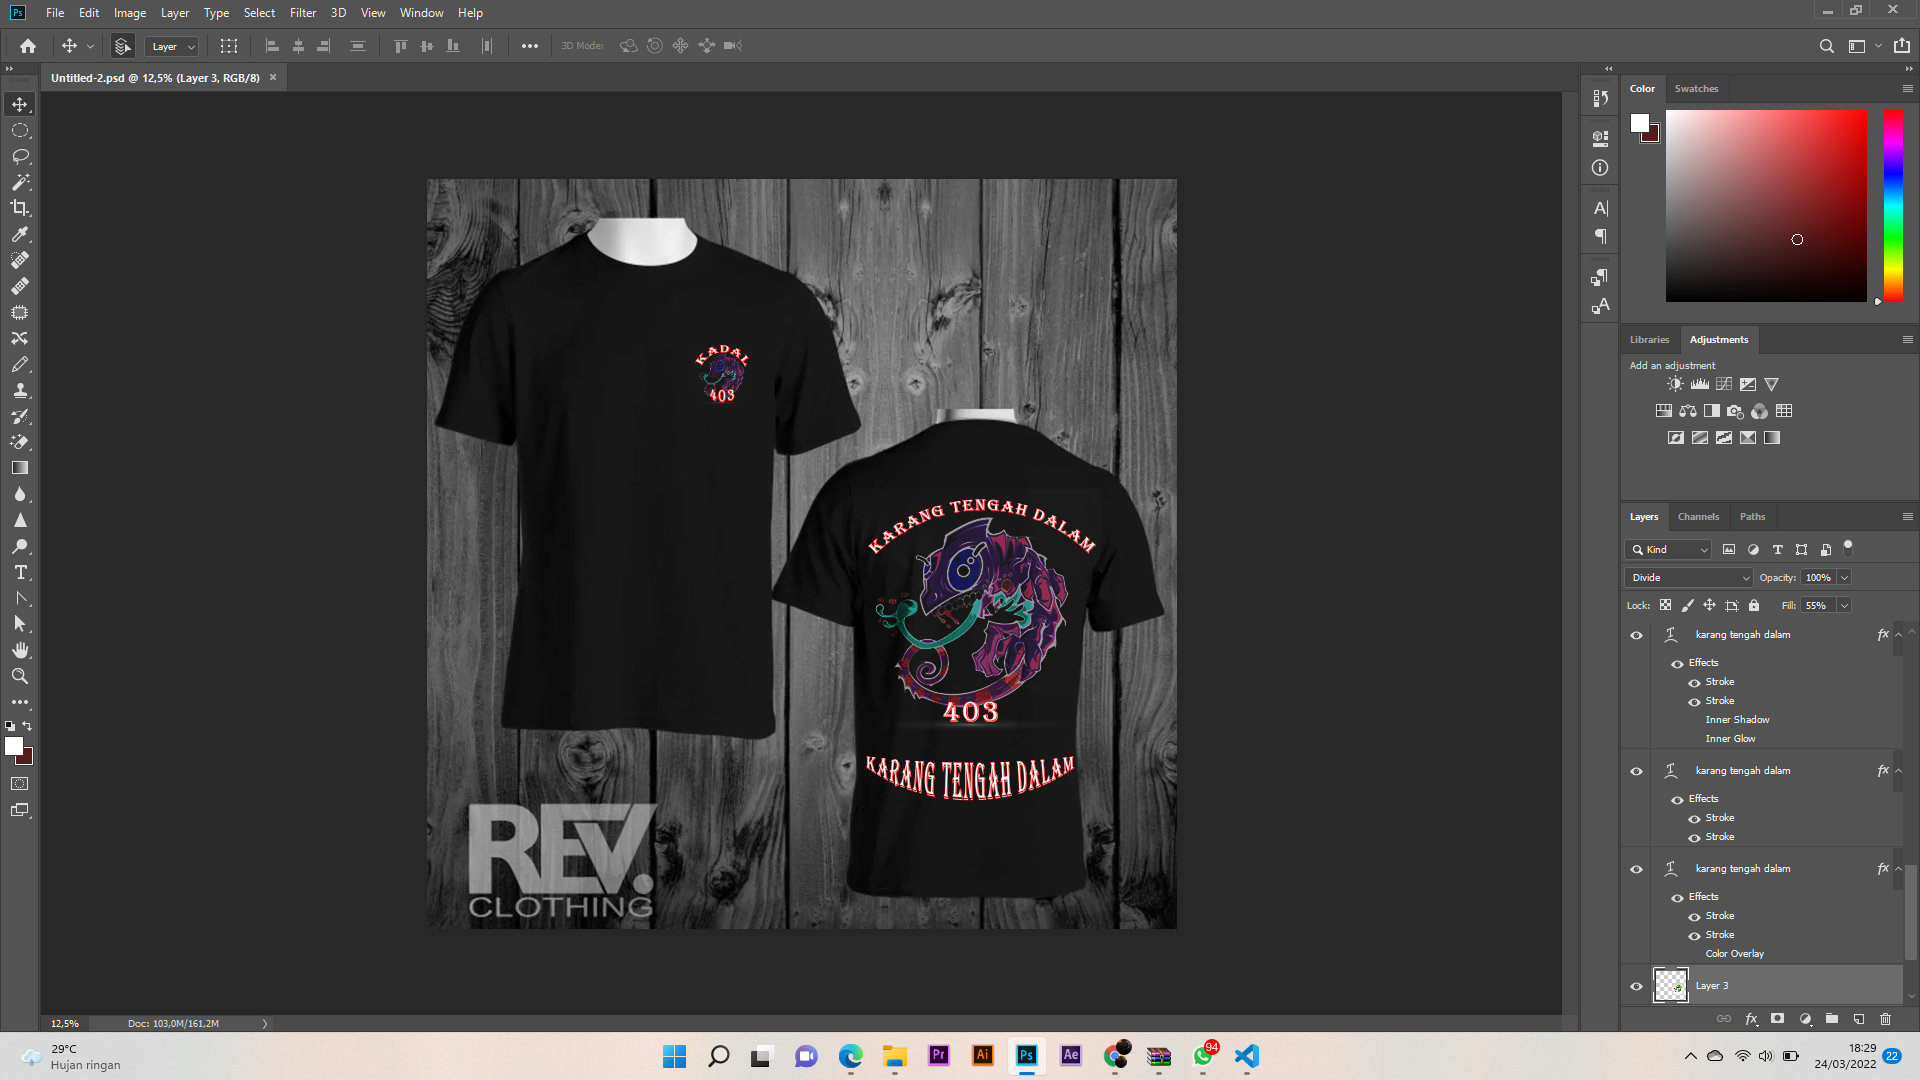 Ps File Edit Image Layer Type Select Filter 3D View Window Help
Layer 3D Mode:
Untitled-2.psd @ 12,5% (Layer 3, RGB/8) ×
KADAL
403
KARANG TENGAH DALAM
403
KARANG TENGAH DALAM
REV.
CLOTHING
Color Swatches
Libraries Adjustments
Add an adjustment
Layers Channels Paths
Kind
Divide Opacity: 100%
Lock: Fill: 55%
karang tengah dalam fx
Effects
Stroke
Stroke
Inner Shadow
Inner Glow
karang tengah dalam fx
Effects
Stroke
Stroke
karang tengah dalam fx
Effects
Stroke
Stroke
Color Overlay
Layer 3
fx
12,5% Doc: 103,0M/161,2M
29°C
Hujan ringan
Pr Ai Ps Ae 94
18:29
24/03/2022 22